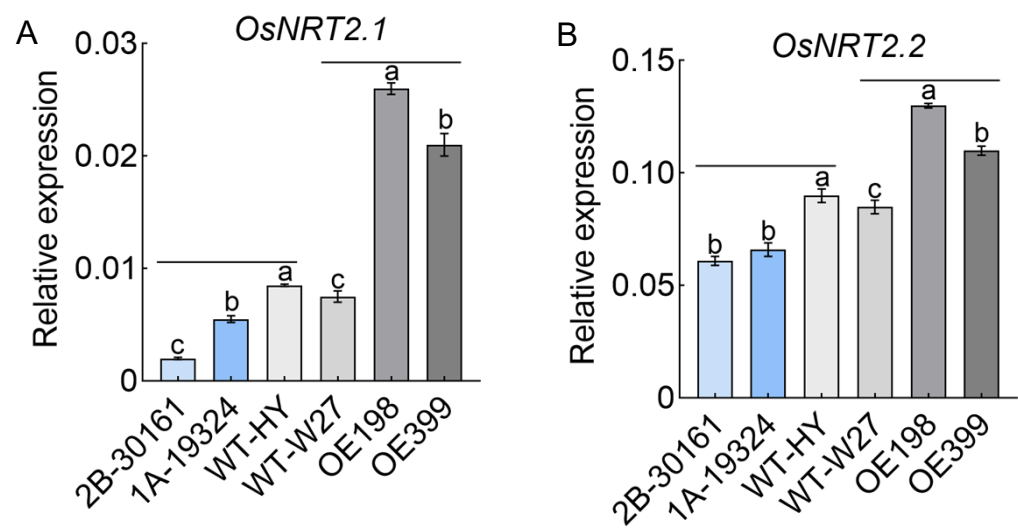 A
OsNRT2.1
Relative expression
0.03
0.02
0.01
0
c
b
a
c
a
b
2B-30161
1A-19324
WT-HY
WT-W27
OE198
OE399
B
OsNRT2.2
Relative expression
0.15
0.10
0.05
0
b
b
a
c
a
b
2B-30161
1A-19324
WT-HY
WT-W27
OE198
OE399